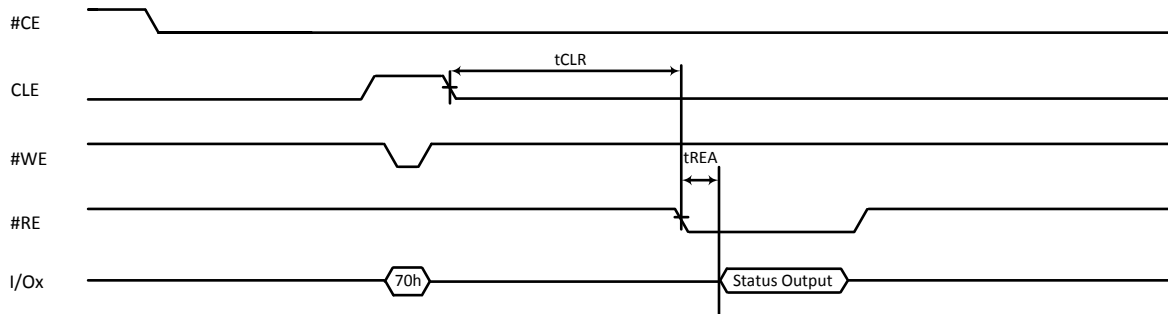 #CE
tCLR
CLE
#WE
tREA
#RE
I/Ox
70h
Status Output